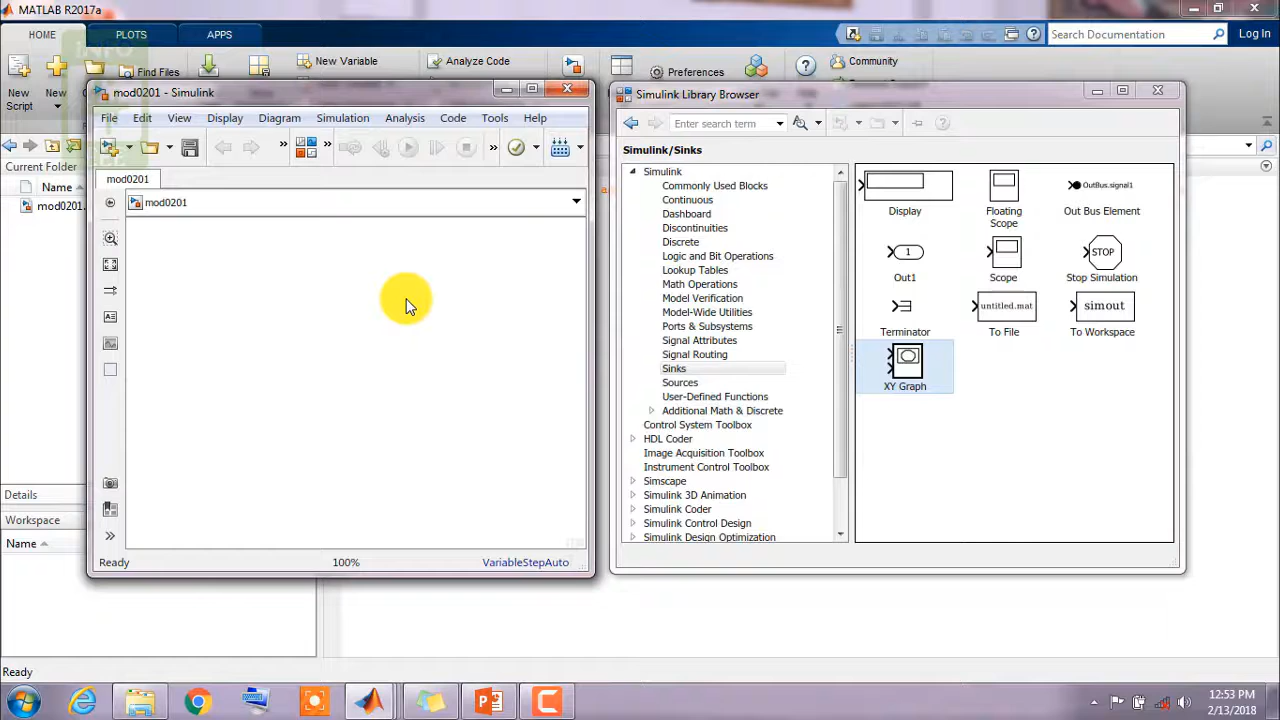 MATLAB R2017a
HOME
PLOTS
APPS
Search Documentation
Log In
New Script
New
Find Files
New Variable
Analyze Code
Preferences
Community
Current Folder
Name
mod0201.
Details
Workspace
Name
Ready
mod0201 - Simulink
File Edit View Display Diagram Simulation Analysis Code Tools Help
mod0201
mod0201
Ready
100%
VariableStepAuto
Simulink Library Browser
Enter search term
Simulink/Sinks
Simulink
Commonly Used Blocks
Continuous
Dashboard
Discontinuities
Discrete
Logic and Bit Operations
Lookup Tables
Math Operations
Model Verification
Model-Wide Utilities
Ports & Subsystems
Signal Attributes
Signal Routing
Sinks
Sources
User-Defined Functions
Additional Math & Discrete
Control System Toolbox
HDL Coder
Image Acquisition Toolbox
Instrument Control Toolbox
Simscape
Simulink 3D Animation
Simulink Coder
Simulink Control Design
Simulink Design Optimization
Display
Floating Scope
OutBus.signal1
Out Bus Element
1
Out1
Scope
STOP
Stop Simulation
Terminator
untitled.mat
To File
simout
To Workspace
XY Graph
12:53 PM
2/13/2018